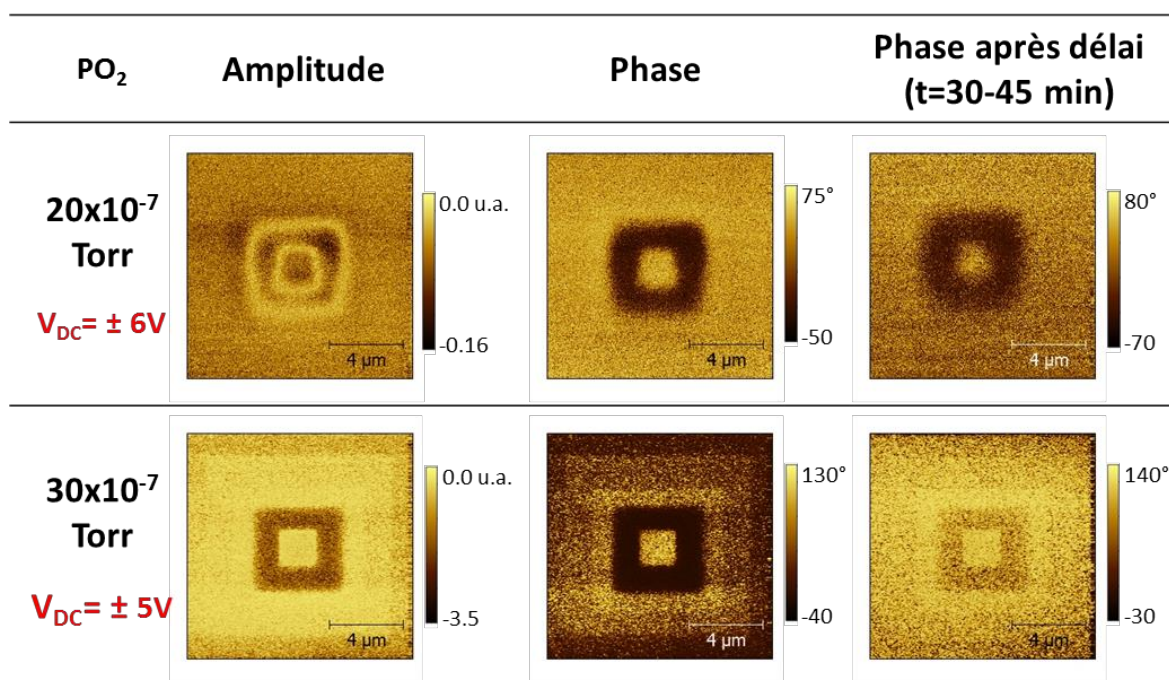 PO₂
Amplitude
Phase
Phase après délai
(t=30-45 min)
20x10⁻⁷
Torr
V_DC= ± 6V
0.0 u.a.
-0.16
4 µm
75°
-50
4 µm
80°
-70
4 µm
30x10⁻⁷
Torr
V_DC= ± 5V
0.0 u.a.
-3.5
4 µm
130°
-40
4 µm
140°
-30
4 µm